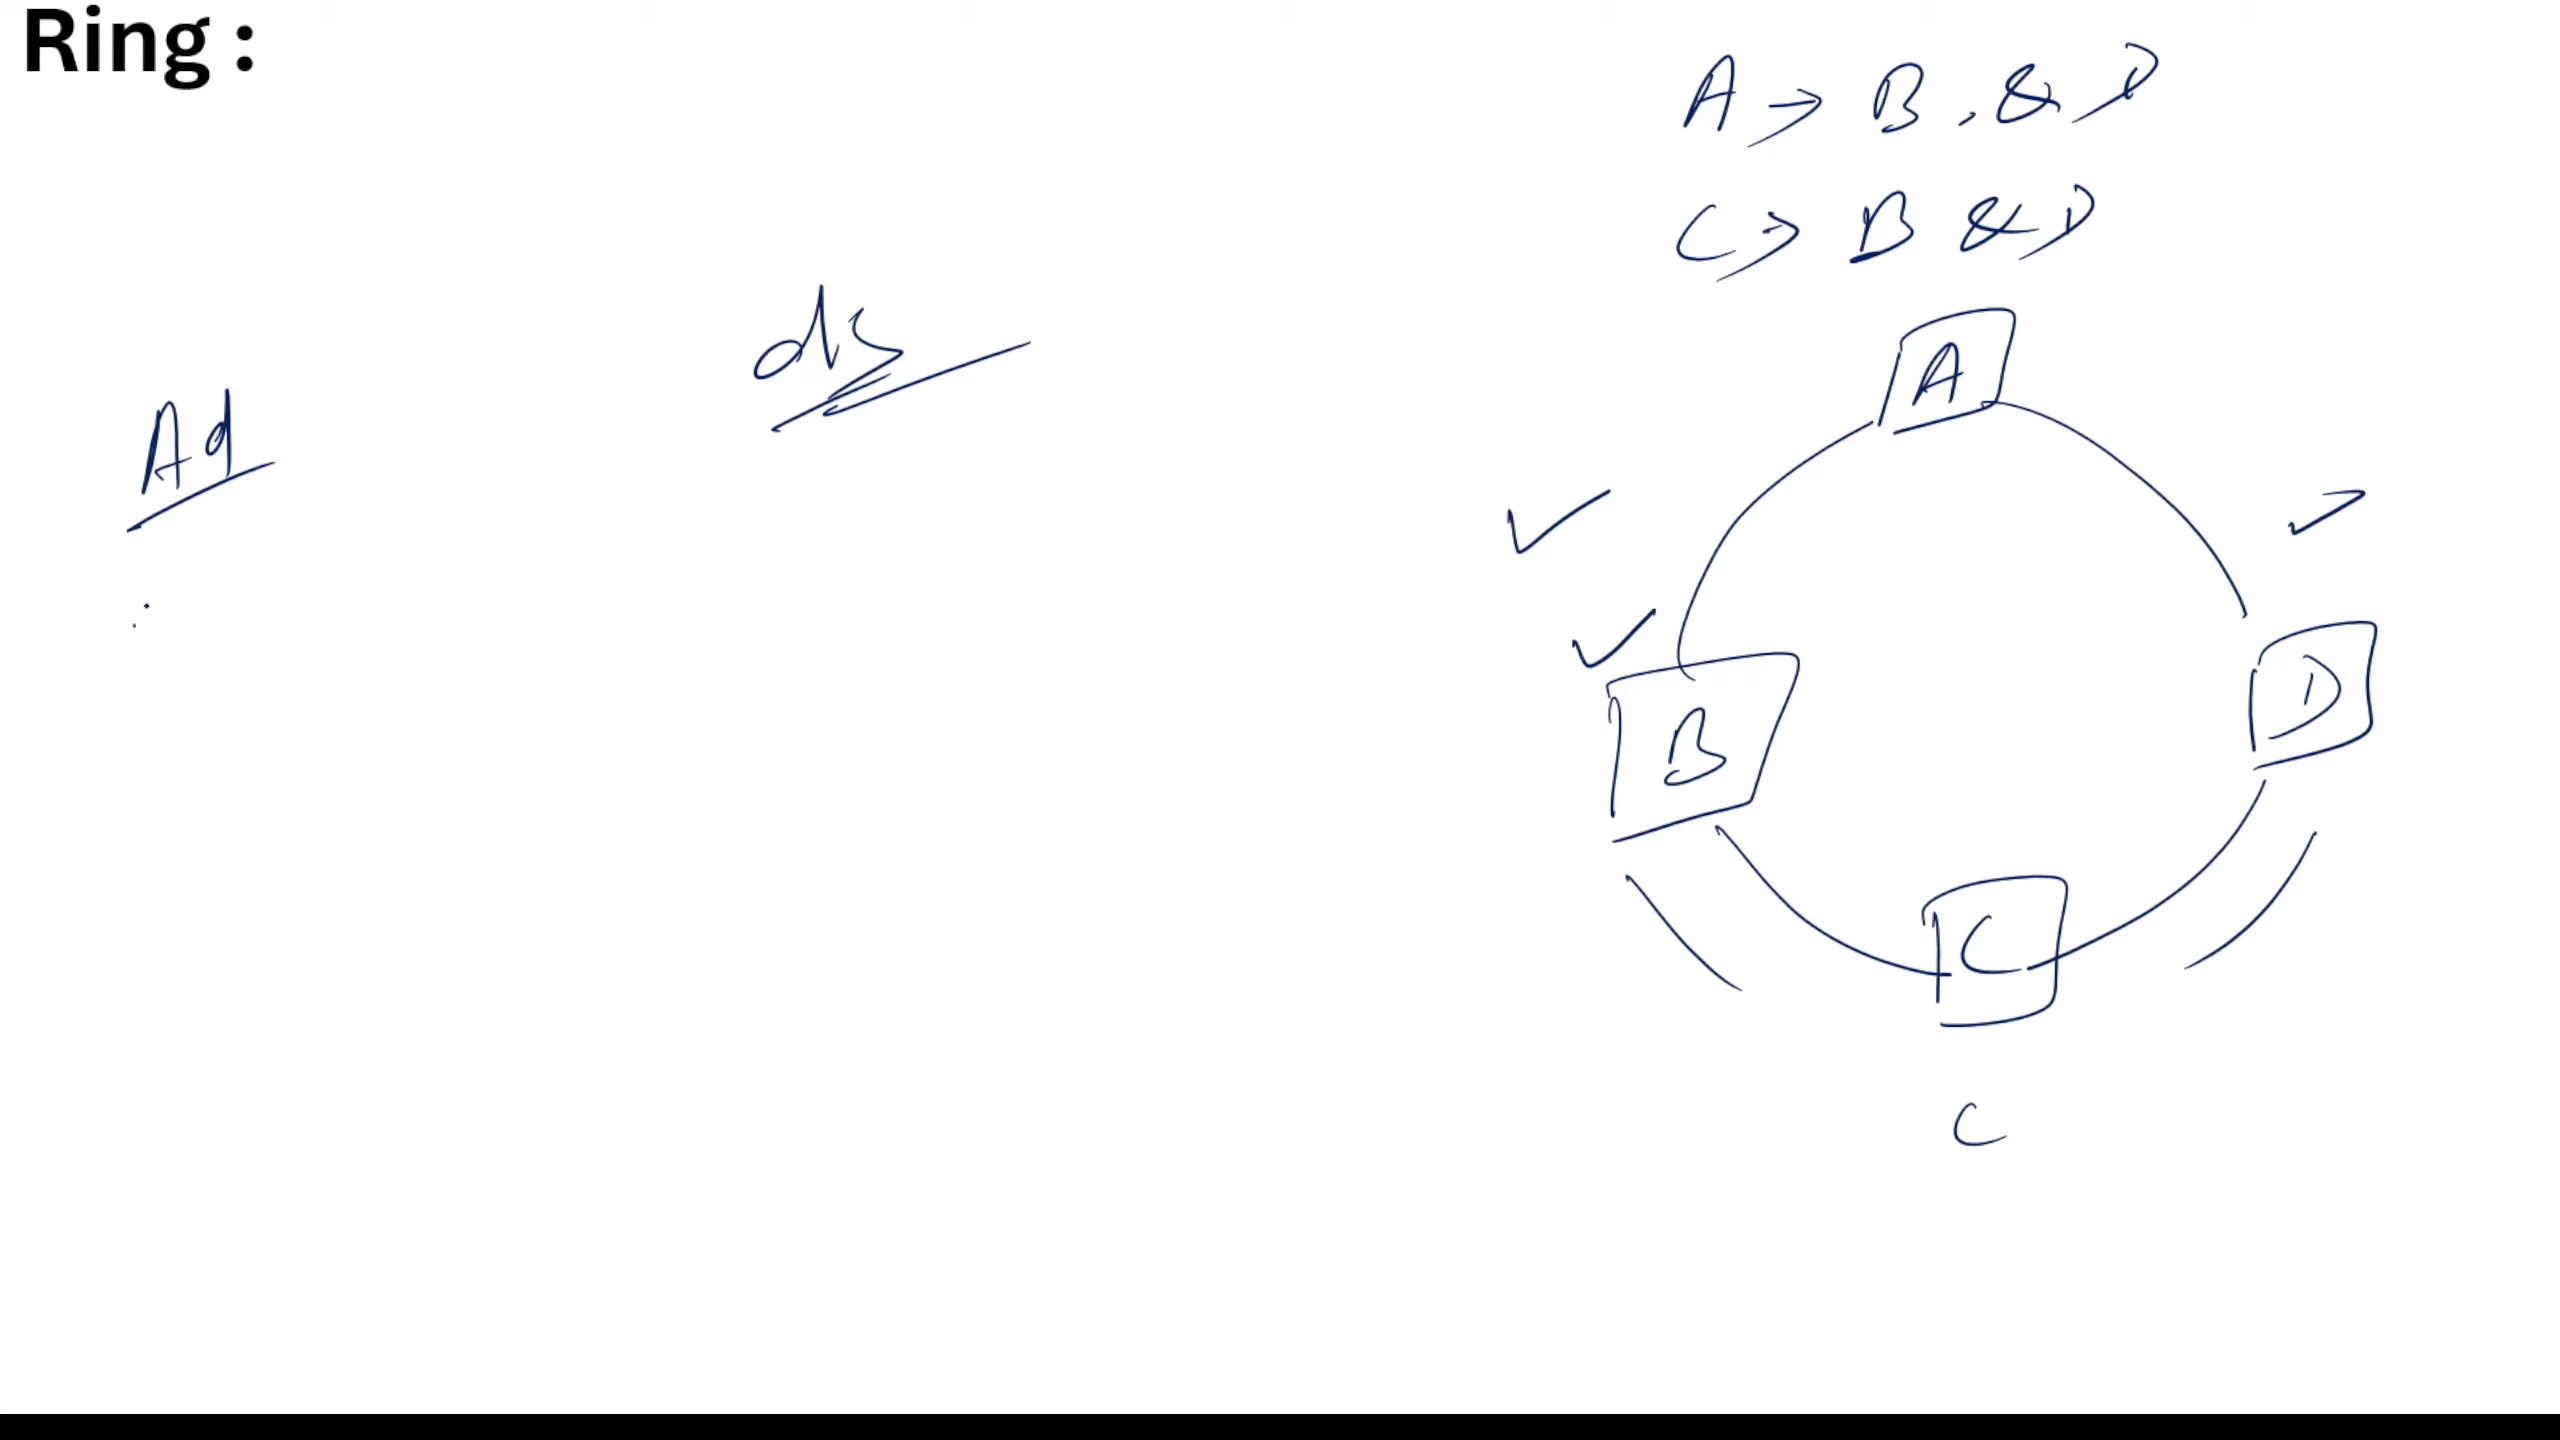 Ring :
A → B , & D
C → B & D
ds
Ad
A
B
D
C
C